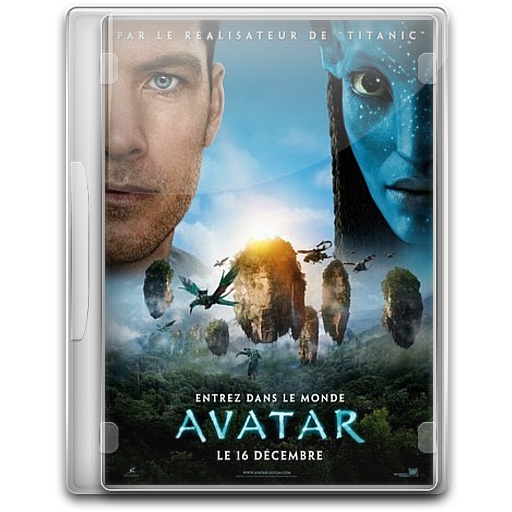 PAR LE RÉALISATEUR DE "TITANIC"
ENTREZ DANS LE MONDE
AVATAR
LE 16 DÉCEMBRE